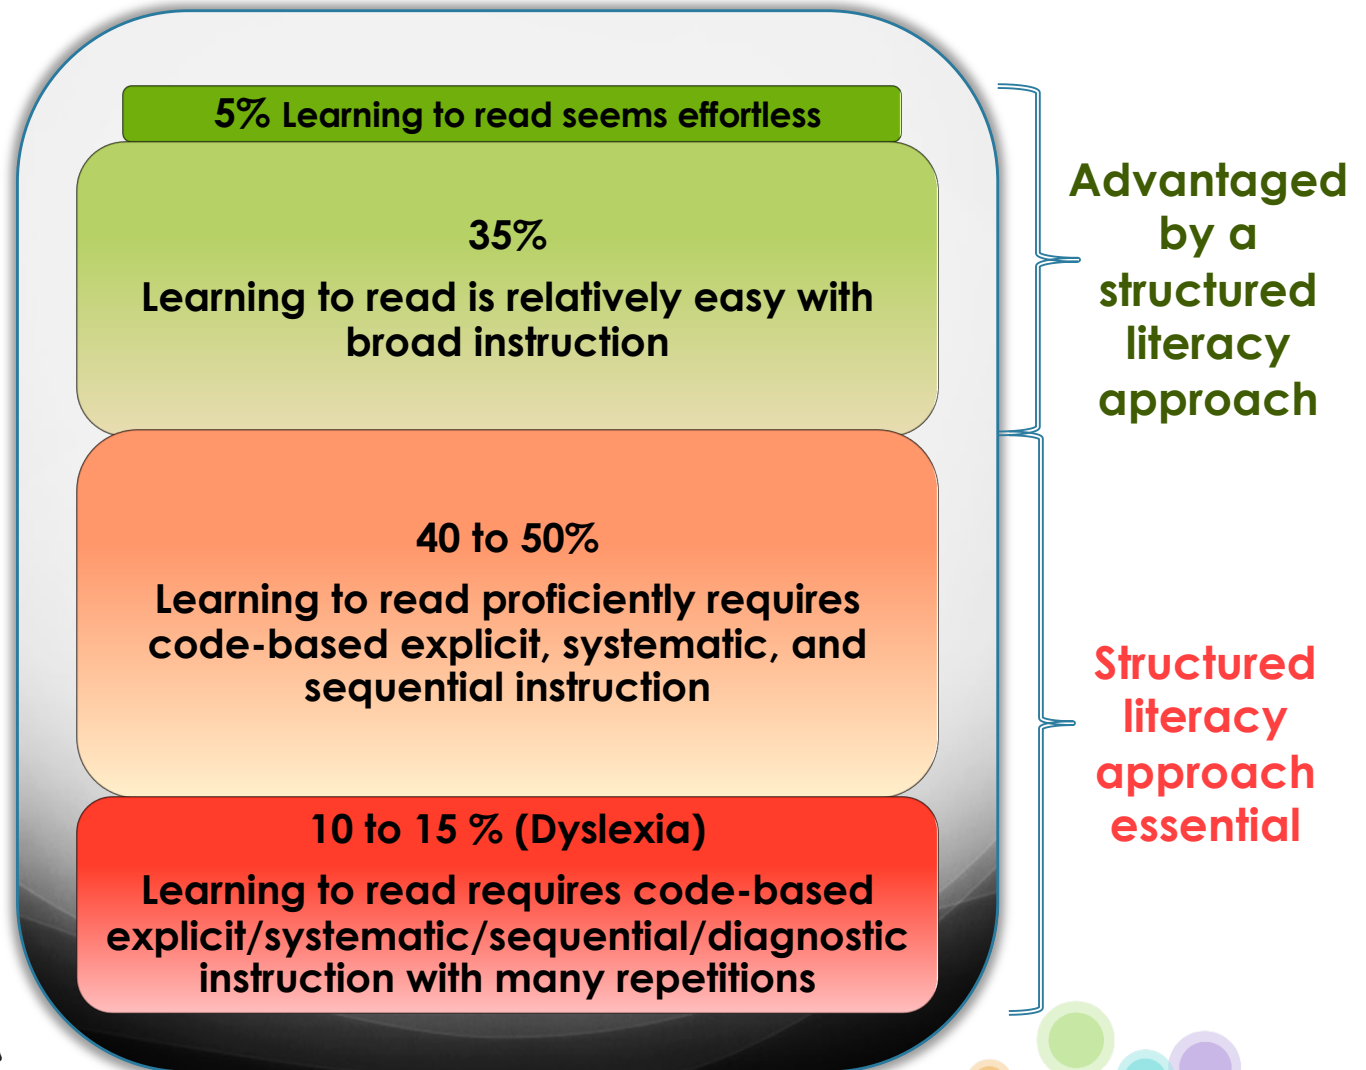 5% Learning to read seems effortless
35%
Learning to read is relatively easy with
broad instruction
40 to 50%
Learning to read proficiently requires
code-based explicit, systematic, and
sequential instruction
10 to 15 % (Dyslexia)
Learning to read requires code-based
explicit/systematic/sequential/diagnostic
instruction with many repetitions
Advantaged
by a
structured
literacy
approach
Structured
literacy
approach
essential